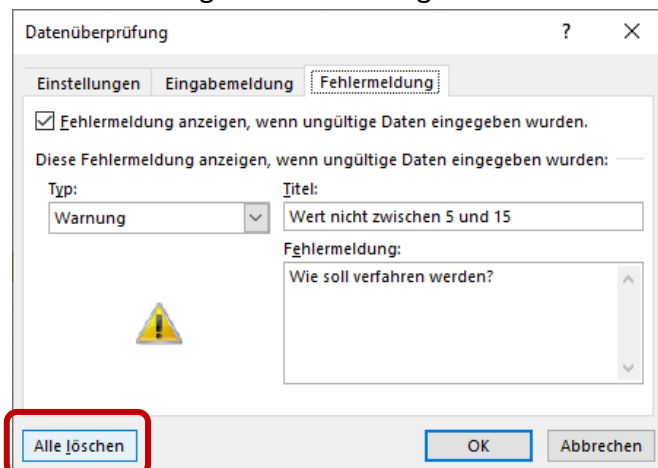 Datenüberprüfung ? ×
Einstellungen Eingabemeldung Fehlermeldung
Fehlermeldung anzeigen, wenn ungültige Daten eingegeben wurden.
Diese Fehlermeldung anzeigen, wenn ungültige Daten eingegeben wurden:
Typ: Titel:
Warnung Wert nicht zwischen 5 und 15
Fehlermeldung:
Wie soll verfahren werden?
Alle löschen OK Abbrechen